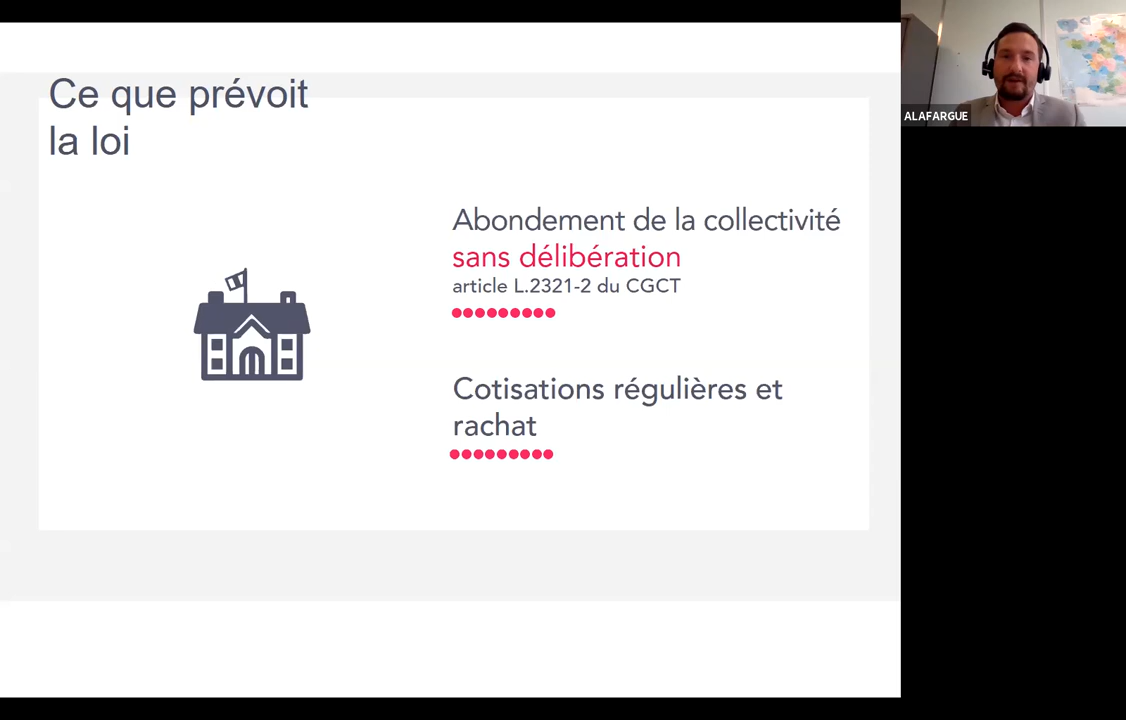 Ce que prévoit
la loi
Abondement de la collectivité
sans délibération
article L.2321-2 du CGCT
Cotisations régulières et
rachat
ALAFARGUE